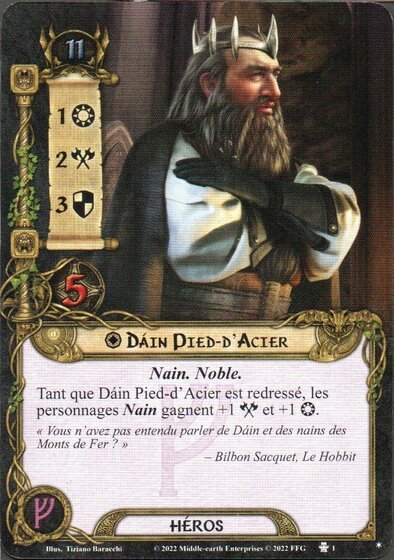 11
1
2
3
5
Dáin Pied-d'Acier
Nain. Noble.
Tant que Dáin Pied-d'Acier est redressé, les
personnages Nain gagnent +1 et +1 .
« Vous n'avez pas entendu parler de Dáin et des nains des
Monts de Fer ? »
– Bilbon Sacquet, Le Hobbit
HÉROS
Illus. Tiziano Baracchi © 2022 Middle-earth Enterprises © 2022 FFG 1